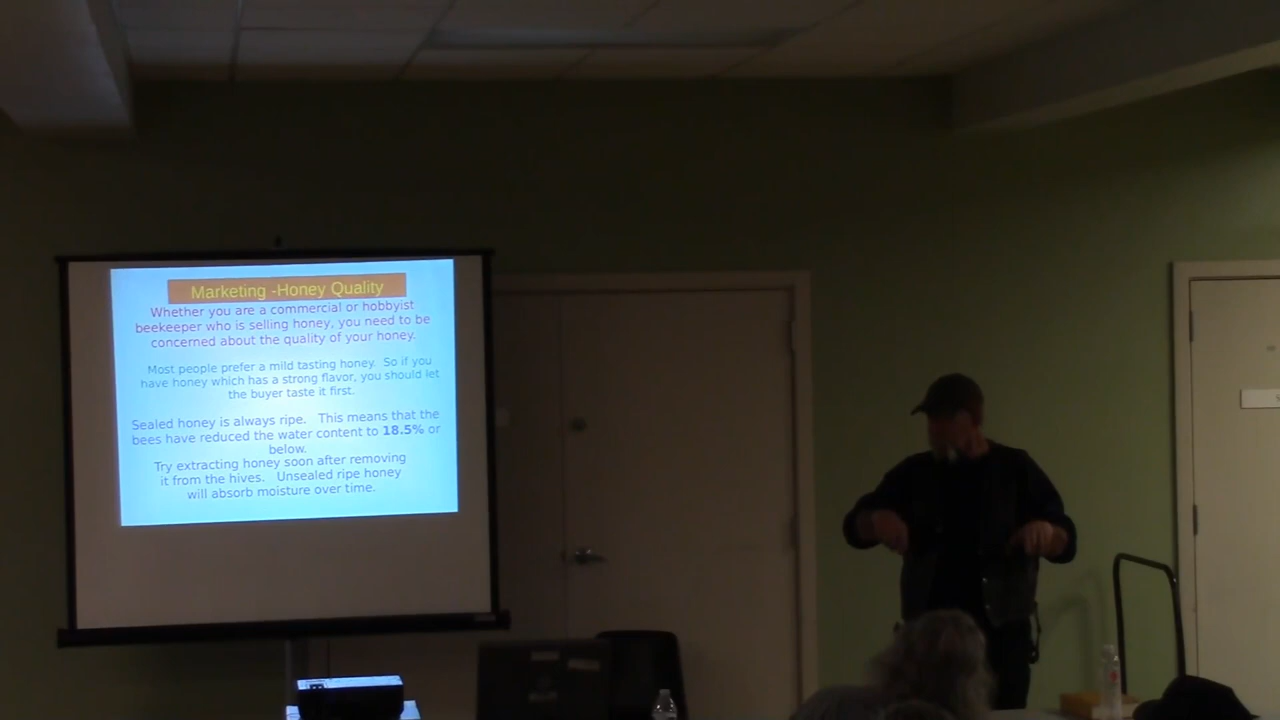 Marketing -Honey Quality
Whether you are a commercial or hobbyist
beekeeper who is selling honey, you need to be
concerned about the quality of your honey.
Most people prefer a mild tasting honey. So if you
have honey which has a strong flavor, you should let
the buyer taste it first.
Sealed honey is always ripe. This means that the
bees have reduced the water content to 18.5% or
below.
Try extracting honey soon after removing
it from the hives. Unsealed ripe honey
will absorb moisture over time.